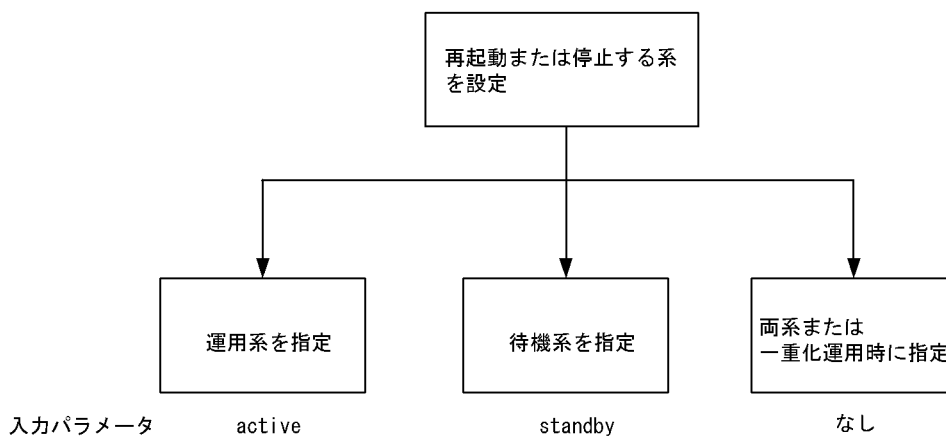 再起動または停止する系
を設定
運用系を指定
待機系を指定
両系または
一重化運用時に指定
入力パラメータ active standby なし